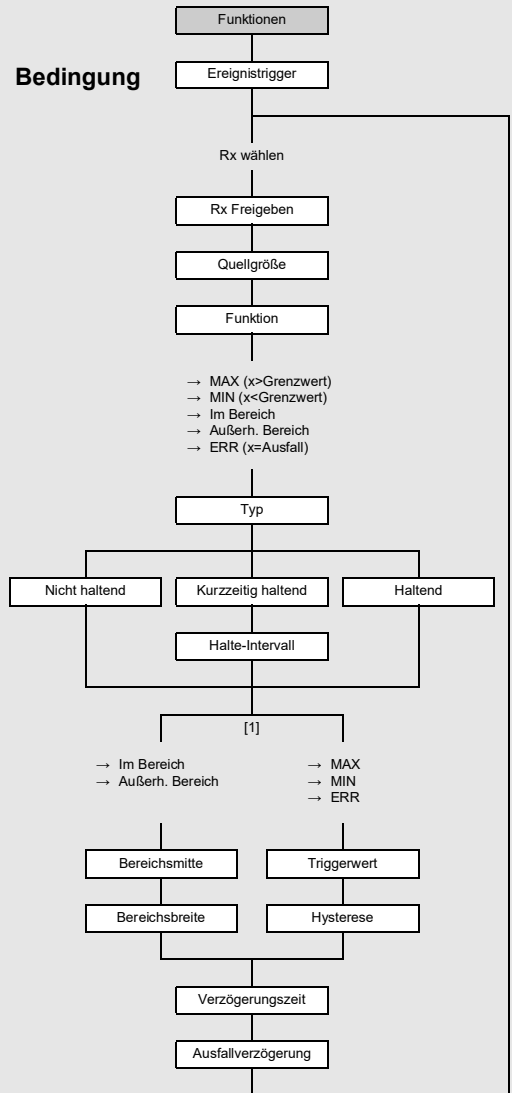 Funktionen
Bedingung
Ereignistrigger
Rx wählen
Rx Freigeben
Quellgröße
Funktion
→ MAX (x>Grenzwert)
→ MIN (x<Grenzwert)
→ Im Bereich
→ Außerh. Bereich
→ ERR (x=Ausfall)
Typ
Nicht haltend
Kurzzeitig haltend
Haltend
Halte-Intervall
[1]
→ Im Bereich
→ Außerh. Bereich
→ MAX
→ MIN
→ ERR
Bereichsmitte
Triggerwert
Bereichsbreite
Hysterese
Verzögerungszeit
Ausfallverzögerung